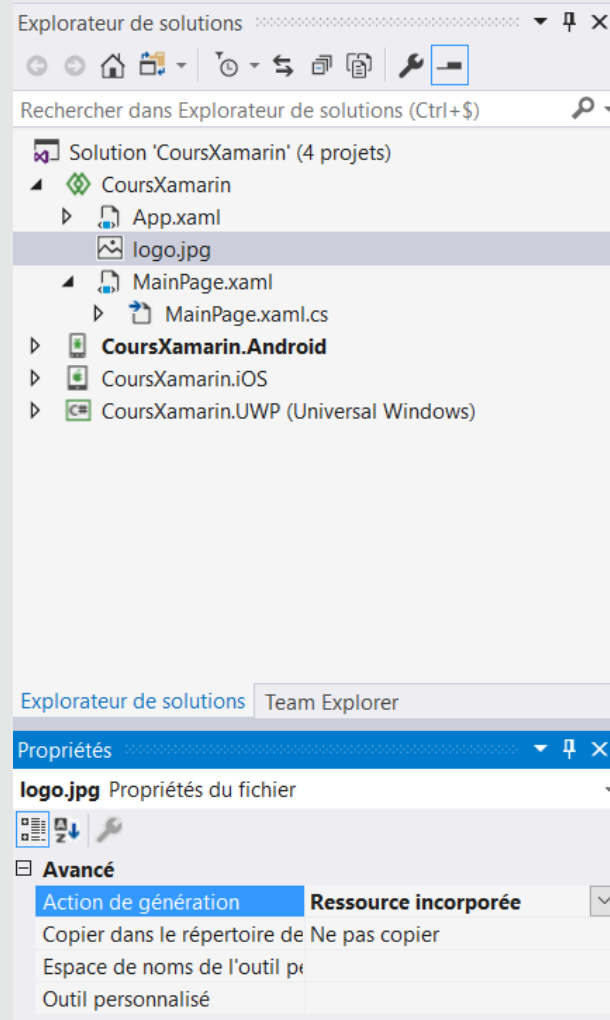 Explorateur de solutions
Rechercher dans Explorateur de solutions (Ctrl+$)
Solution 'CoursXamarin' (4 projets)
CoursXamarin
App.xaml
logo.jpg
MainPage.xaml
MainPage.xaml.cs
CoursXamarin.Android
CoursXamarin.iOS
C# CoursXamarin.UWP (Universal Windows)
Explorateur de solutions Team Explorer
Propriétés
logo.jpg Propriétés du fichier
Avancé
Action de génération Ressource incorporée
Copier dans le répertoire de Ne pas copier
Espace de noms de l'outil pe
Outil personnalisé